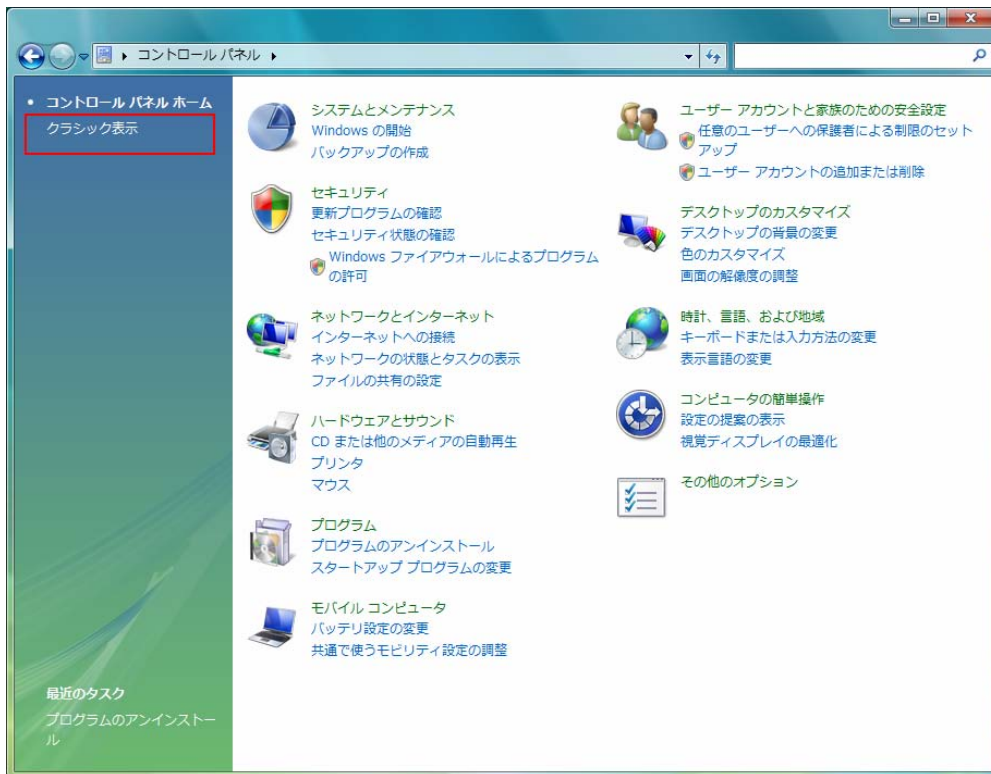 コントロール パネル
コントロール パネル ホーム
クラシック表示
最近のタスク
プログラムのアンインストー
ル
システムとメンテナンス
Windows の開始
バックアップの作成
セキュリティ
更新プログラムの確認
セキュリティ状態の確認
Windows ファイアウォールによるプログラム
の許可
ネットワークとインターネット
インターネットへの接続
ネットワークの状態とタスクの表示
ファイルの共有の設定
ハードウェアとサウンド
CD または他のメディアの自動再生
プリンタ
マウス
プログラム
プログラムのアンインストール
スタートアップ プログラムの変更
モバイル コンピュータ
バッテリ設定の変更
共通で使うモビリティ設定の調整
ユーザー アカウントと家族のための安全設定
任意のユーザーへの保護者による制限のセット
アップ
ユーザー アカウントの追加または削除
デスクトップのカスタマイズ
デスクトップの背景の変更
色のカスタマイズ
画面の解像度の調整
時計、言語、および地域
キーボードまたは入力方法の変更
表示言語の変更
コンピュータの簡単操作
設定の提案の表示
視覚ディスプレイの最適化
その他のオプション